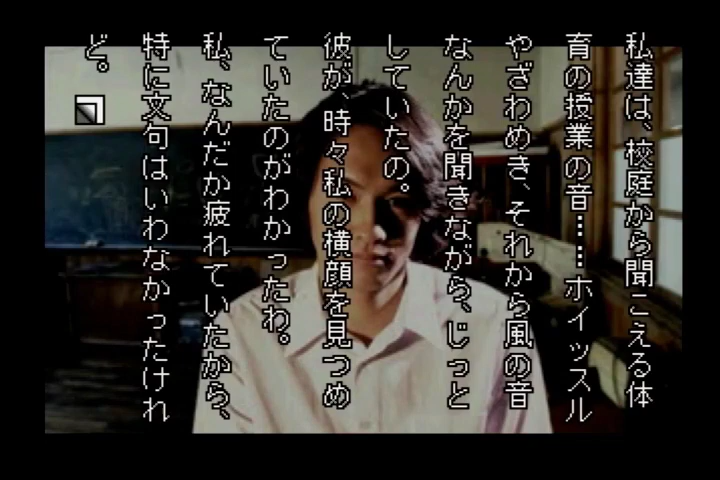 私達は、校庭から聞こえる体
育の授業の音……ホイッスル
やざわめき、それから風の音
なんかを聞きながら、じっと
していたの。
彼が、時々私の横顔を見つめ
ていたのがわかったわ。
私、なんだか疲れていたから、
特に文句はいわなかったけれ
ど。